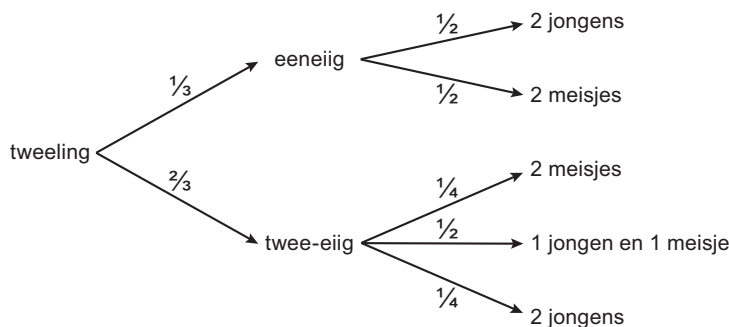 ½ 2 jongens
eeneiig
½ 2 meisjes
⅓
tweeling
⅔
¼ 2 meisjes
twee-eiig ½ 1 jongen en 1 meisje
¼ 2 jongens